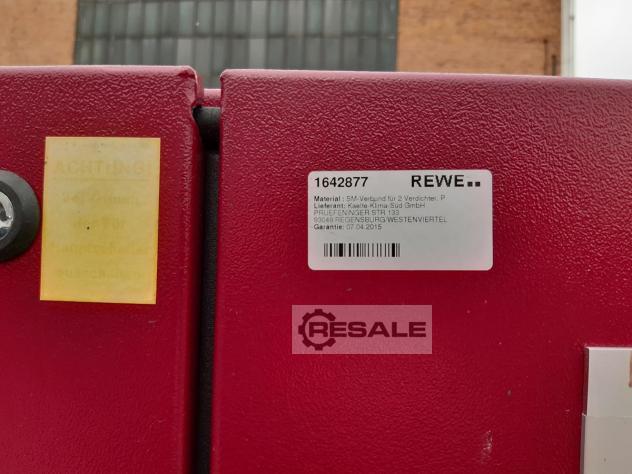 ACHTUNG!
1642877 REWE..
Material : SM-Verbund für 2 Verdichter, P
Lieferant: Kaelte-Klima-Süd GmbH
PRUEFENINGER STR 133
93049 REGENSBURG/WESTENVIERTEL
Garantie: 07.04.2015
RESALE